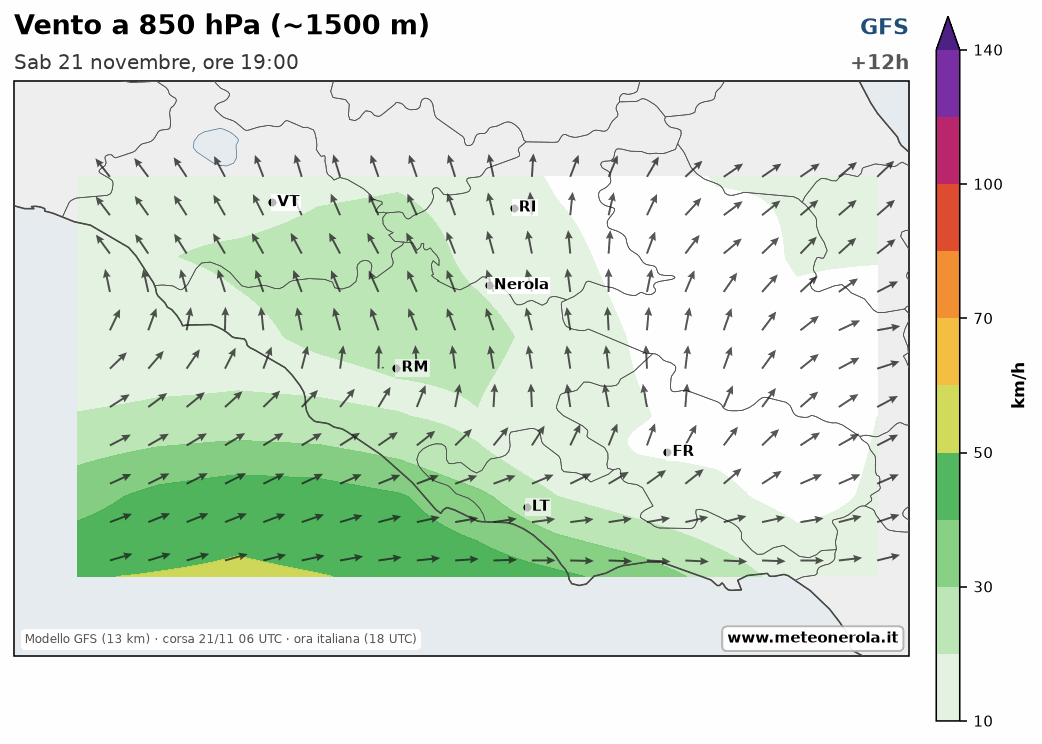 Vento a 850 hPa (~1500 m)
GFS
Sab 21 novembre, ore 19:00
+12h
140
100
70
50
30
10
km/h
VT
RI
Nerola
RM
FR
LT
Modello GFS (13 km) · corsa 21/11 06 UTC · ora italiana (18 UTC)
www.meteonerola.it